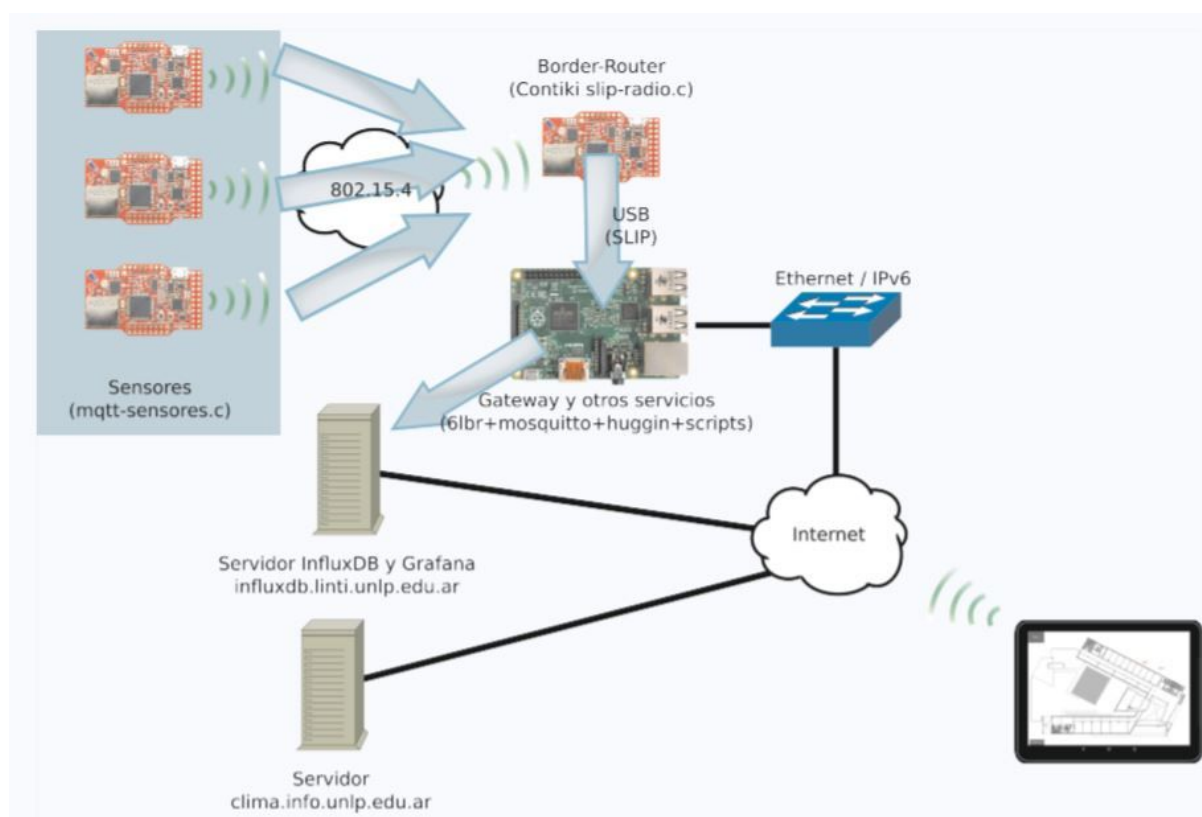 Border-Router
(Contiki slip-radio.c)
802.15.4
USB
(SLIP)
Ethernet / IPv6
Sensores
(mqtt-sensores.c)
Gateway y otros servicios
(6lbr+mosquitto+huggin+scripts)
Internet
Servidor InfluxDB y Grafana
influxdb.linti.unlp.edu.ar
Servidor
clima.info.unlp.edu.ar